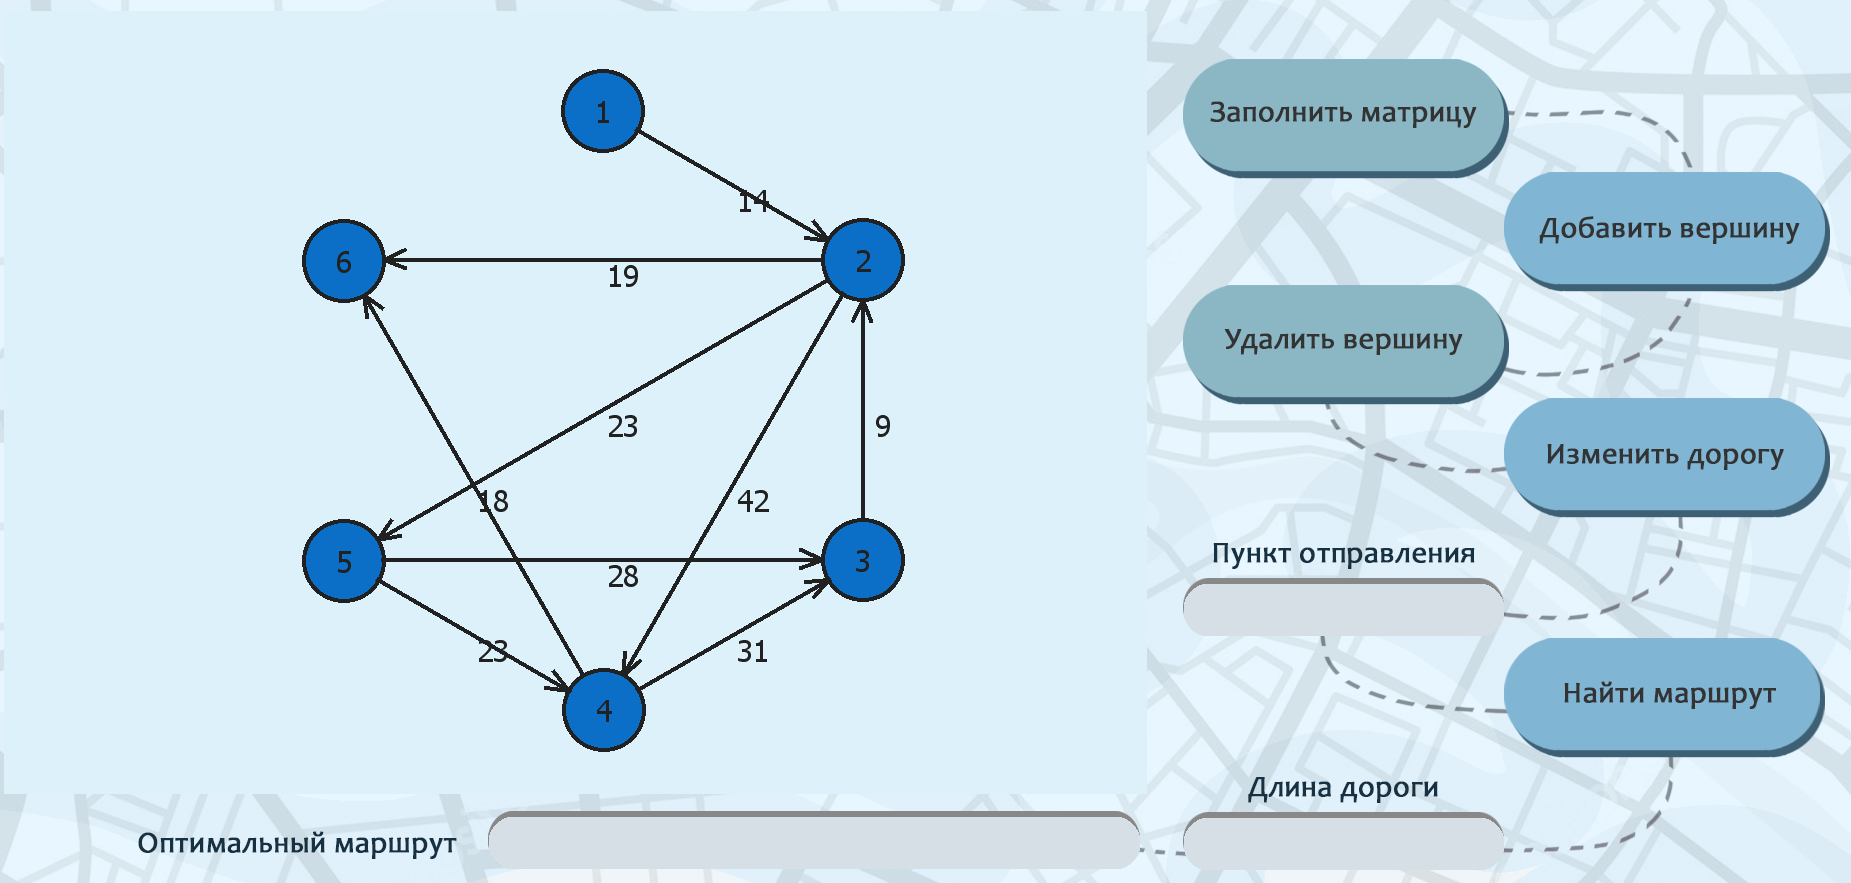 1
14
6
2
19
23
9
18
42
5
3
28
23
31
4
Заполнить матрицу
Добавить вершину
Удалить вершину
Изменить дорогу
Пункт отправления
Найти маршрут
Длина дороги
Оптимальный маршрут